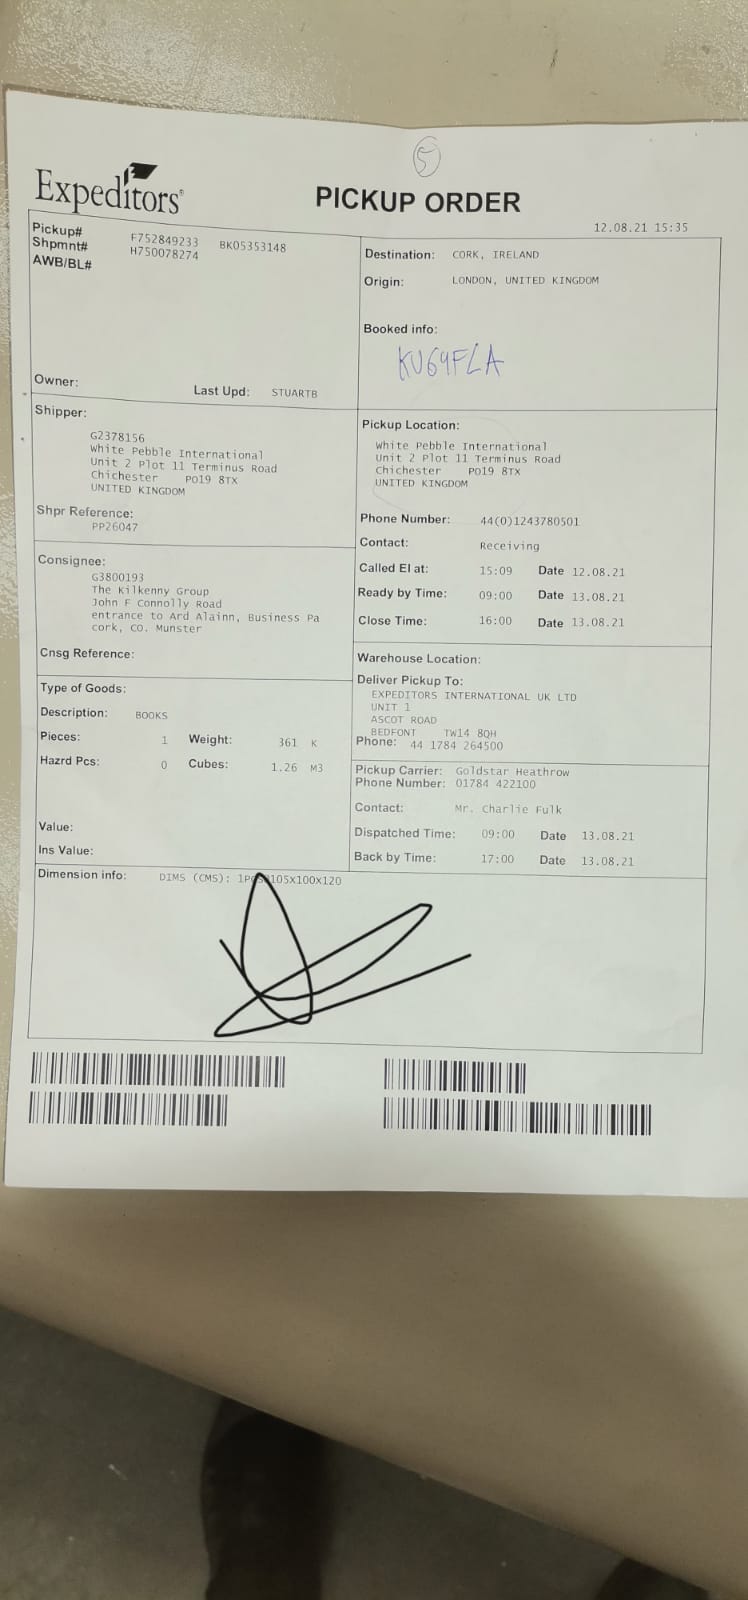 5
Expeditors®
PICKUP ORDER
12.08.21 15:35
Pickup# F752849233 BK05353148
Shpmnt# H750078274
AWB/BL#
Owner: Last Upd: STUARTB
Destination: CORK, IRELAND
Origin: LONDON, UNITED KINGDOM
Booked info:
KU69FLA
Shipper:
G2378156
White Pebble International
Unit 2 Plot 11 Terminus Road
Chichester PO19 8TX
UNITED KINGDOM
Shpr Reference:
PP26047
Pickup Location:
White Pebble International
Unit 2 Plot 11 Terminus Road
Chichester PO19 8TX
UNITED KINGDOM
Phone Number: 44(0)1243780501
Contact: Receiving
Called EI at: 15:09 Date 12.08.21
Ready by Time: 09:00 Date 13.08.21
Close Time: 16:00 Date 13.08.21
Consignee:
G3800193
The Kilkenny Group
John F Connolly Road
entrance to Ard Alainn, Business Pa
cork, CO. Munster
Cnsg Reference:
Warehouse Location:
Deliver Pickup To:
EXPEDITORS INTERNATIONAL UK LTD
UNIT 1
ASCOT ROAD
BEDFONT TW14 8QH
Phone: 44 1784 264500
Type of Goods:
Description: BOOKS
Pieces: 1 Weight: 361 K
Hazrd Pcs: 0 Cubes: 1.26 M3
Value:
Ins Value:
Pickup Carrier: Goldstar Heathrow
Phone Number: 01784 422100
Contact: Mr. Charlie Fulk
Dispatched Time: 09:00 Date 13.08.21
Back by Time: 17:00 Date 13.08.21
Dimension info: DIMS (CMS): 105x100x120